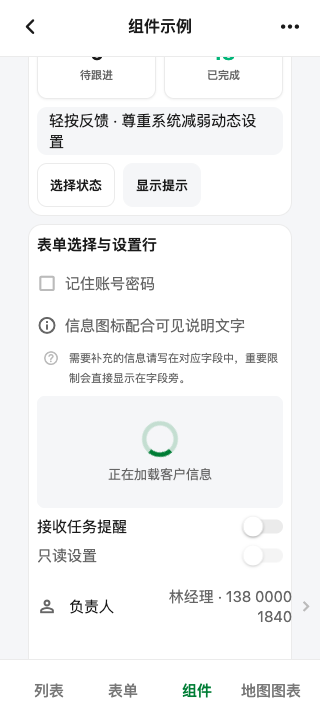 组件示例
待跟进
已完成
轻按反馈 · 尊重系统减弱动态设
置
选择状态
显示提示
表单选择与设置行
记住账号密码
信息图标配合可见说明文字
需要补充的信息请写在对应字段中，重要限
制会直接显示在字段旁。
正在加载客户信息
接收任务提醒
只读设置
负责人
林经理 · 138 0000
1840
列表
表单
组件
地图图表